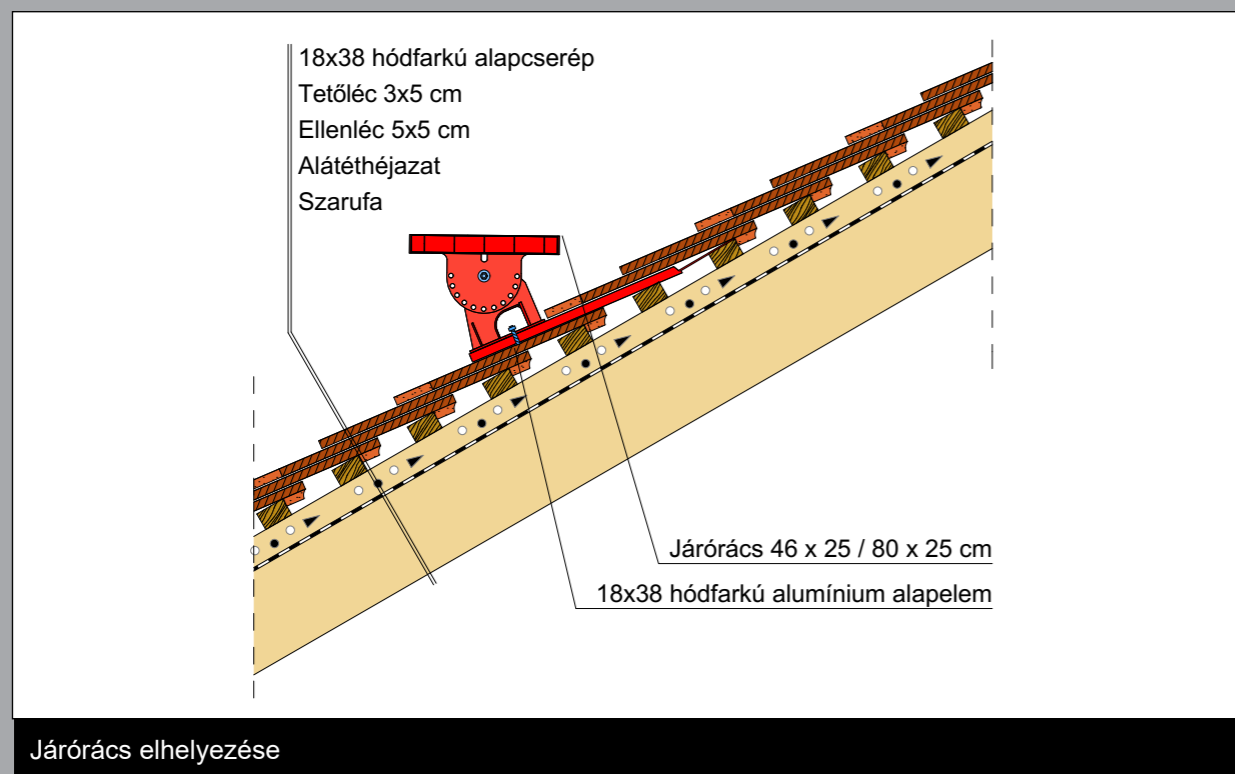 18x38 hódfarkú alapcserép
Tetőléc 3x5 cm
Ellenléc 5x5 cm
Alátéthéjazat
Szarufa
Járórács 46 x 25 / 80 x 25 cm
18x38 hódfarkú alumínium alapelem
Járórács elhelyezése